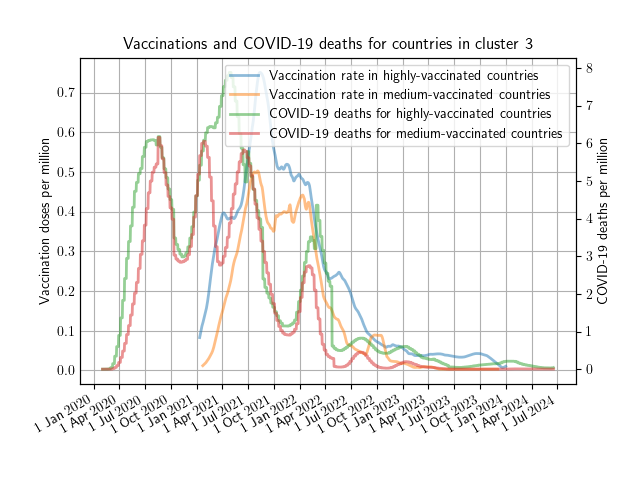 Vaccinations and COVID-19 deaths for countries in cluster 3
Vaccination rate in highly-vaccinated countries
Vaccination rate in medium-vaccinated countries
COVID-19 deaths for highly-vaccinated countries
COVID-19 deaths for medium-vaccinated countries
Vaccination doses per million
0.7
0.6
0.5
0.4
0.3
0.2
0.1
0.0
COVID-19 deaths per million
8
7
6
5
4
3
2
1
0
1 Jan 2020
1 Apr 2020
1 Jul 2020
1 Oct 2020
1 Jan 2021
1 Apr 2021
1 Jul 2021
1 Oct 2021
1 Jan 2022
1 Apr 2022
1 Jul 2022
1 Oct 2022
1 Jan 2023
1 Apr 2023
1 Jul 2023
1 Oct 2023
1 Jan 2024
1 Apr 2024
1 Jul 2024